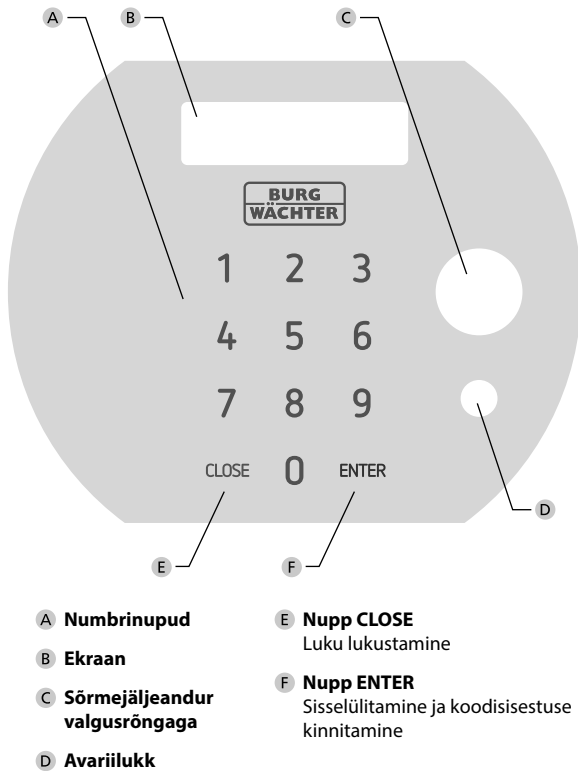 A B C
BURG
WÄCHTER
1 2 3
4 5 6
7 8 9
CLOSE 0 ENTER
D
E F
A Numbrinupud
B Ekraan
C Sõrmejäljeandur
valgusrõngaga
D Avariilukk
E Nupp CLOSE
Luku lukustamine
F Nupp ENTER
Sisselülitamine ja koodisisestuse
kinnitamine